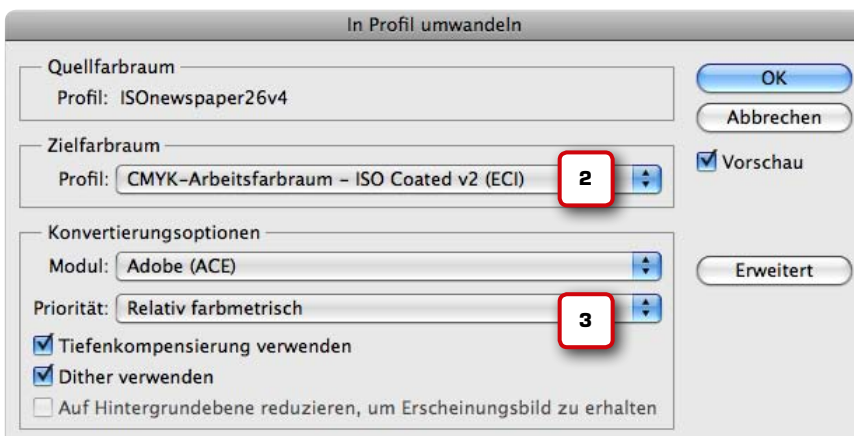 In Profil umwandeln
Quellfarbraum
Profil: ISOnewspaper26v4
OK
Abbrechen
Vorschau
Zielfarbraum
Profil: CMYK-Arbeitsfarbraum – ISO Coated v2 (ECI) 2
Konvertierungsoptionen
Modul: Adobe (ACE)
Erweitert
Priorität: Relativ farbmetrisch 3
Tiefenkompensierung verwenden
Dither verwenden
Auf Hintergrundebene reduzieren, um Erscheinungsbild zu erhalten